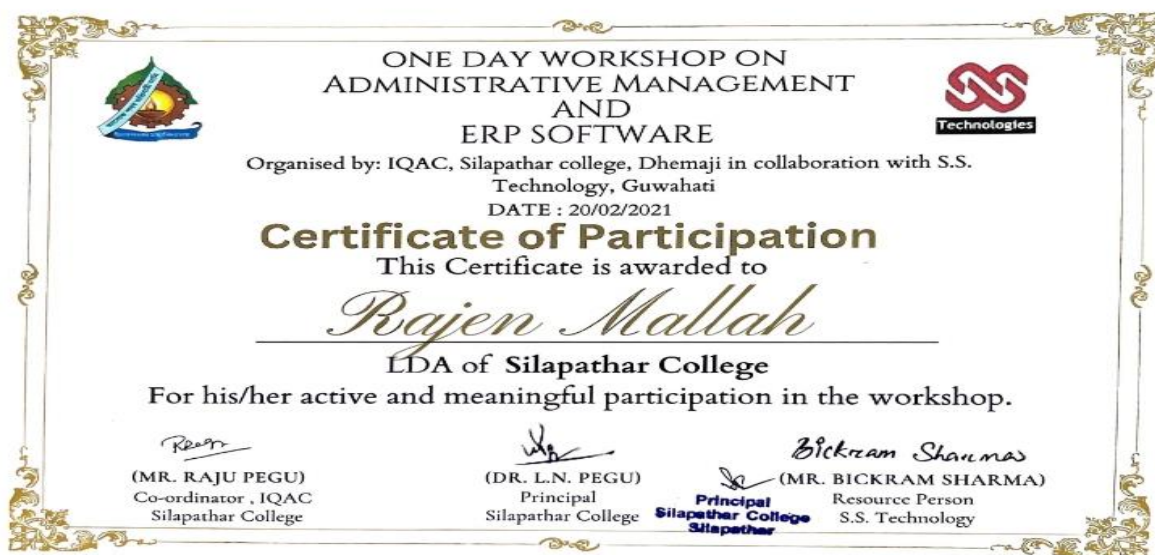 ONE DAY WORKSHOP ON
ADMINISTRATIVE MANAGEMENT
AND
ERP SOFTWARE
Technologies
Organised by: IQAC, Silapathar college, Dhemaji in collaboration with S.S.
Technology, Guwahati
DATE : 20/02/2021
Certificate of Participation
This Certificate is awarded to
Rajen Mallah
LDA of Silapathar College
For his/her active and meaningful participation in the workshop.
Bickram Sharma
(MR. RAJU PEGU)
Co-ordinator , IQAC
Silapathar College
(DR. L.N. PEGU)
Principal
Silapathar College
Principal
Silapathar College
Silapathar
(MR. BICKRAM SHARMA)
Resource Person
S.S. Technology